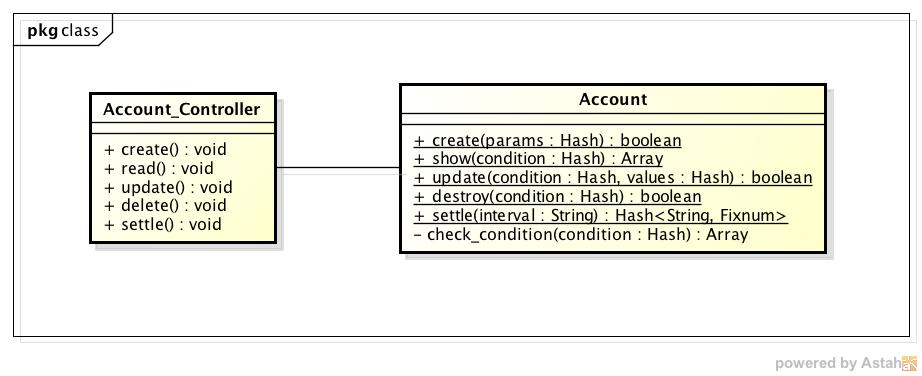 pkg class
Account_Controller
+ create() : void
+ read() : void
+ update() : void
+ delete() : void
+ settle() : void
Account
+ create(params : Hash) : boolean
+ show(condition : Hash) : Array
+ update(condition : Hash, values : Hash) : boolean
+ destroy(condition : Hash) : boolean
+ settle(interval : String) : Hash<String, Fixnum>
- check_condition(condition : Hash) : Array
powered by Astah